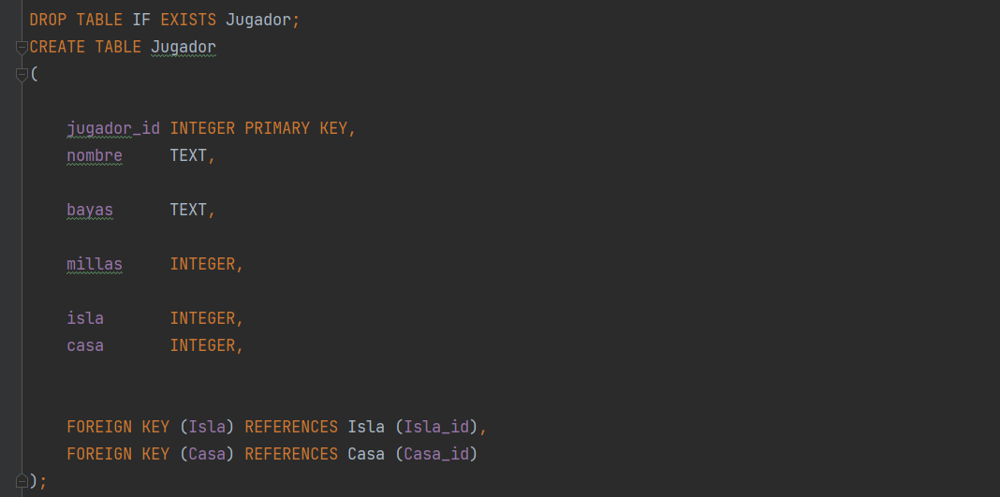 DROP TABLE IF EXISTS Jugador;
CREATE TABLE Jugador
(
jugador_id INTEGER PRIMARY KEY,
nombre TEXT,
bayas TEXT,
millas INTEGER,
isla INTEGER,
casa INTEGER,
FOREIGN KEY (Isla) REFERENCES Isla (Isla_id),
FOREIGN KEY (Casa) REFERENCES Casa (Casa_id)
);